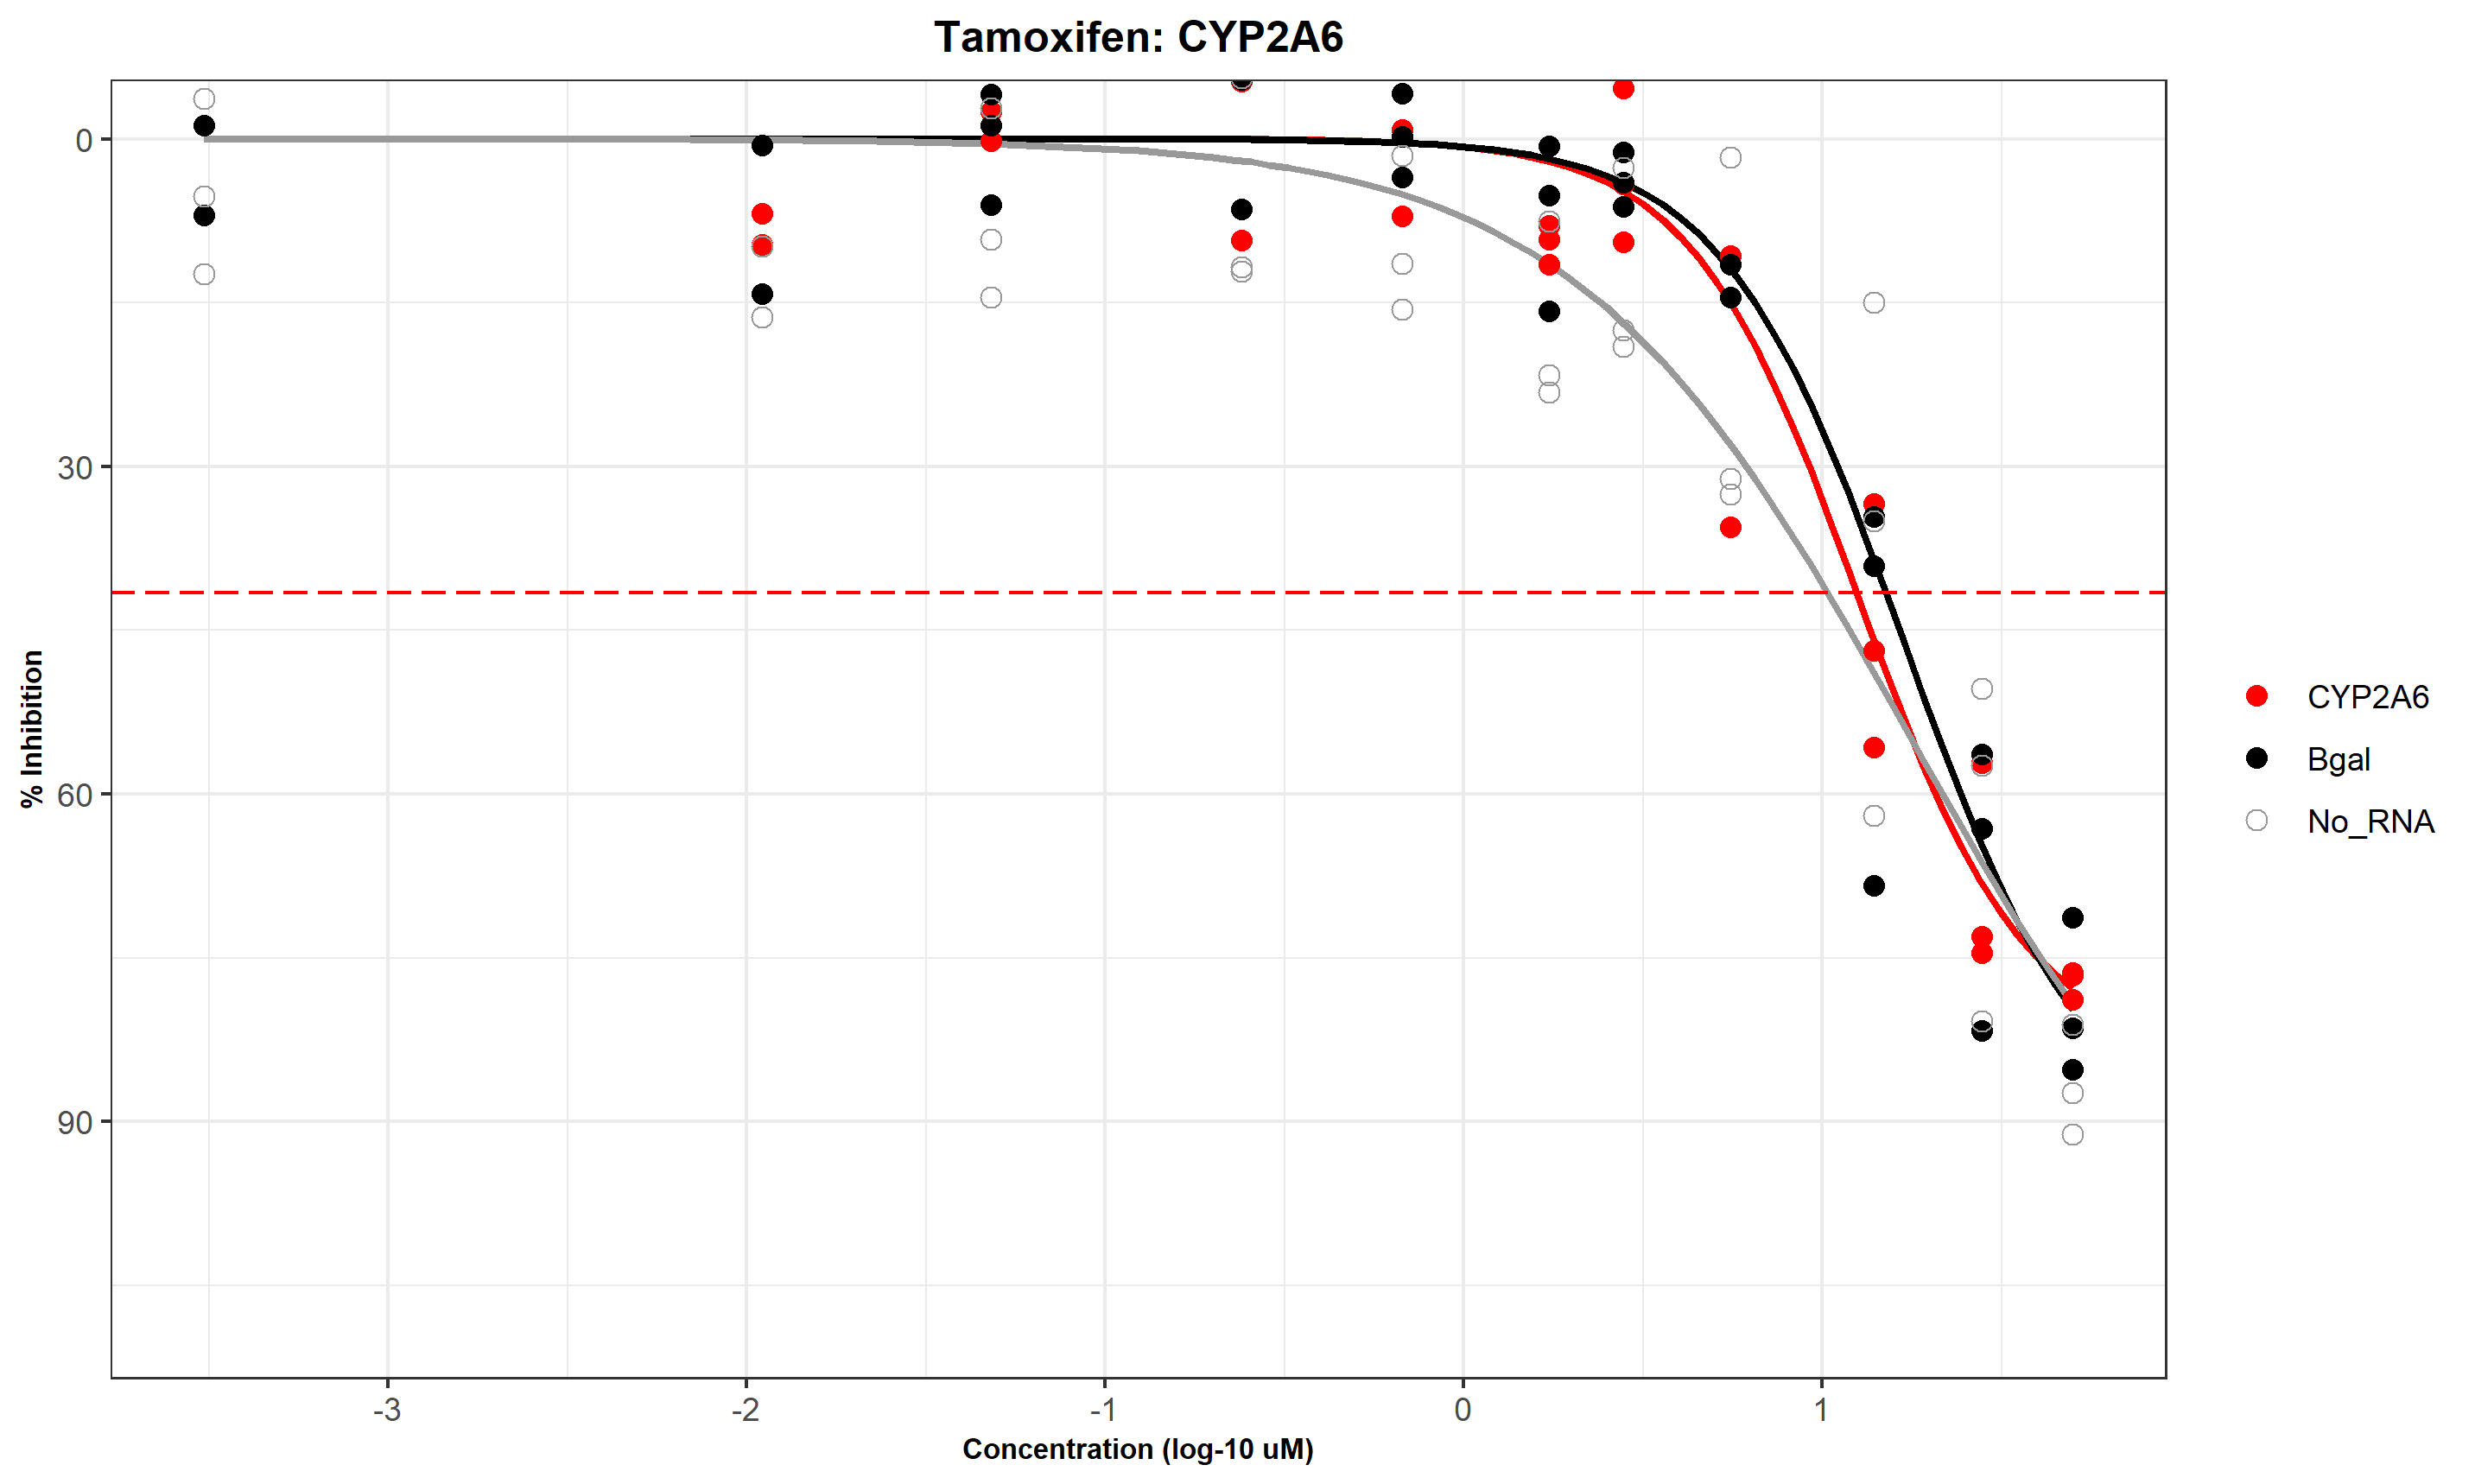 Tamoxifen: CYP2A6
% Inhibition
0
30
60
90
-3
-2
-1
0
1
Concentration (log-10 uM)
CYP2A6
Bgal
No_RNA